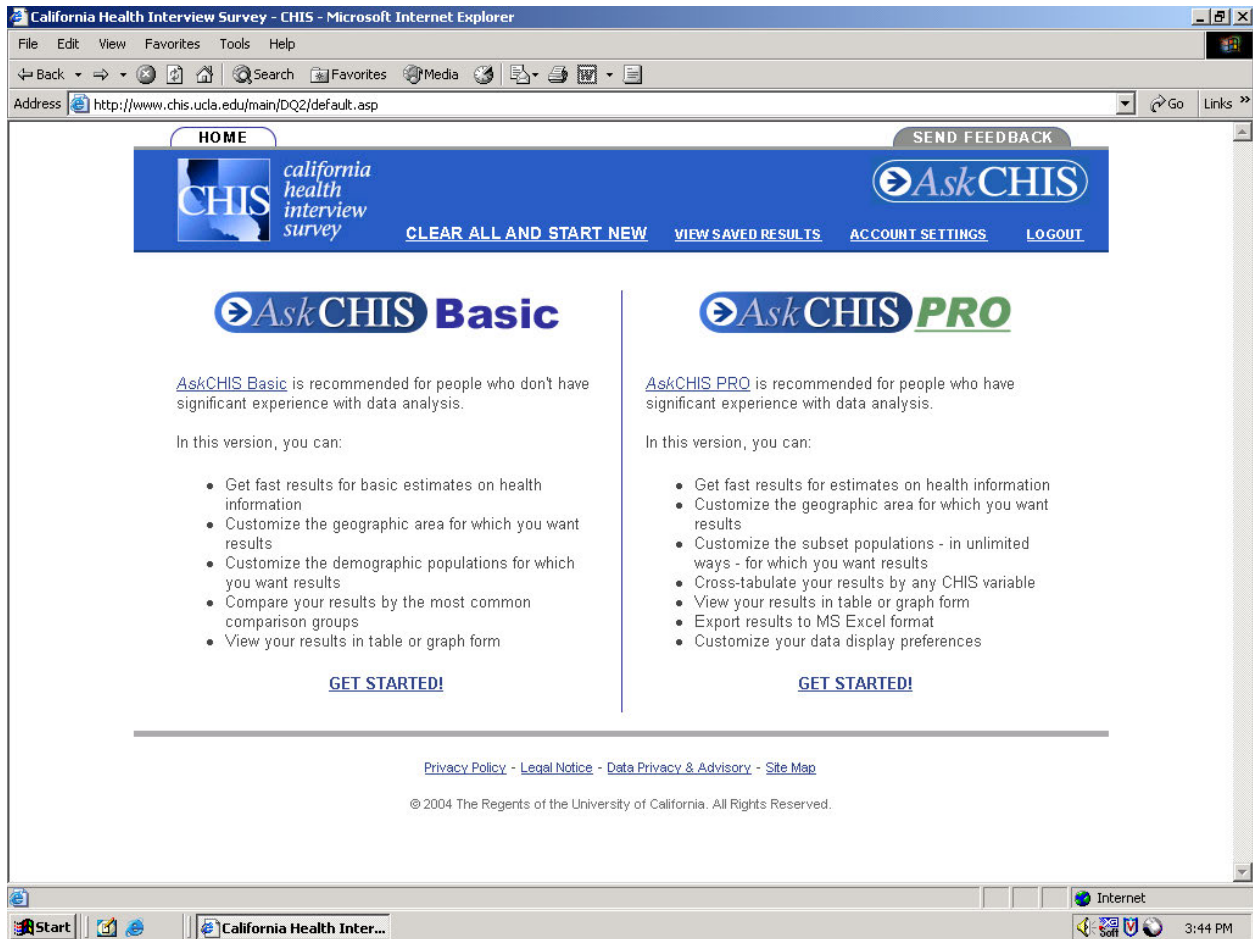 California Health Interview Survey - CHIS - Microsoft Internet Explorer
File Edit View Favorites Tools Help
Back Search Favorites Media
Address http://www.chis.ucla.edu/main/DQ2/default.asp Go Links »
HOME SEND FEEDBACK
CHIS
california
health
interview
survey
AskCHIS
CLEAR ALL AND START NEW VIEW SAVED RESULTS ACCOUNT SETTINGS LOGOUT
AskCHIS Basic
AskCHIS Basic is recommended for people who don't have
significant experience with data analysis.
In this version, you can:
• Get fast results for basic estimates on health
information
• Customize the geographic area for which you want
results
• Customize the demographic populations for which
you want results
• Compare your results by the most common
comparison groups
• View your results in table or graph form
GET STARTED!
AskCHIS PRO
AskCHIS PRO is recommended for people who have
significant experience with data analysis.
In this version, you can:
• Get fast results for estimates on health information
• Customize the geographic area for which you want
results
• Customize the subset populations - in unlimited
ways - for which you want results
• Cross-tabulate your results by any CHIS variable
• View your results in table or graph form
• Export results to MS Excel format
• Customize your data display preferences
GET STARTED!
Privacy Policy - Legal Notice - Data Privacy & Advisory - Site Map
© 2004 The Regents of the University of California. All Rights Reserved.
Internet
Start California Health Inter... 3:44 PM